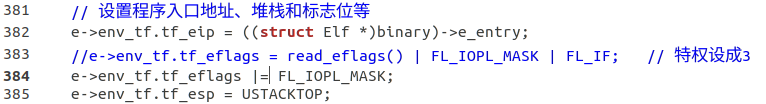 381 // 设置程序入口地址、堆栈和标志位等
382 e->env_tf.tf_eip = ((struct Elf *)binary)->e_entry;
383 //e->env_tf.tf_eflags = read_eflags() | FL_IOPL_MASK | FL_IF; // 特权设成3
384 e->env_tf.tf_eflags |= FL_IOPL_MASK;
385 e->env_tf.tf_esp = USTACKTOP;